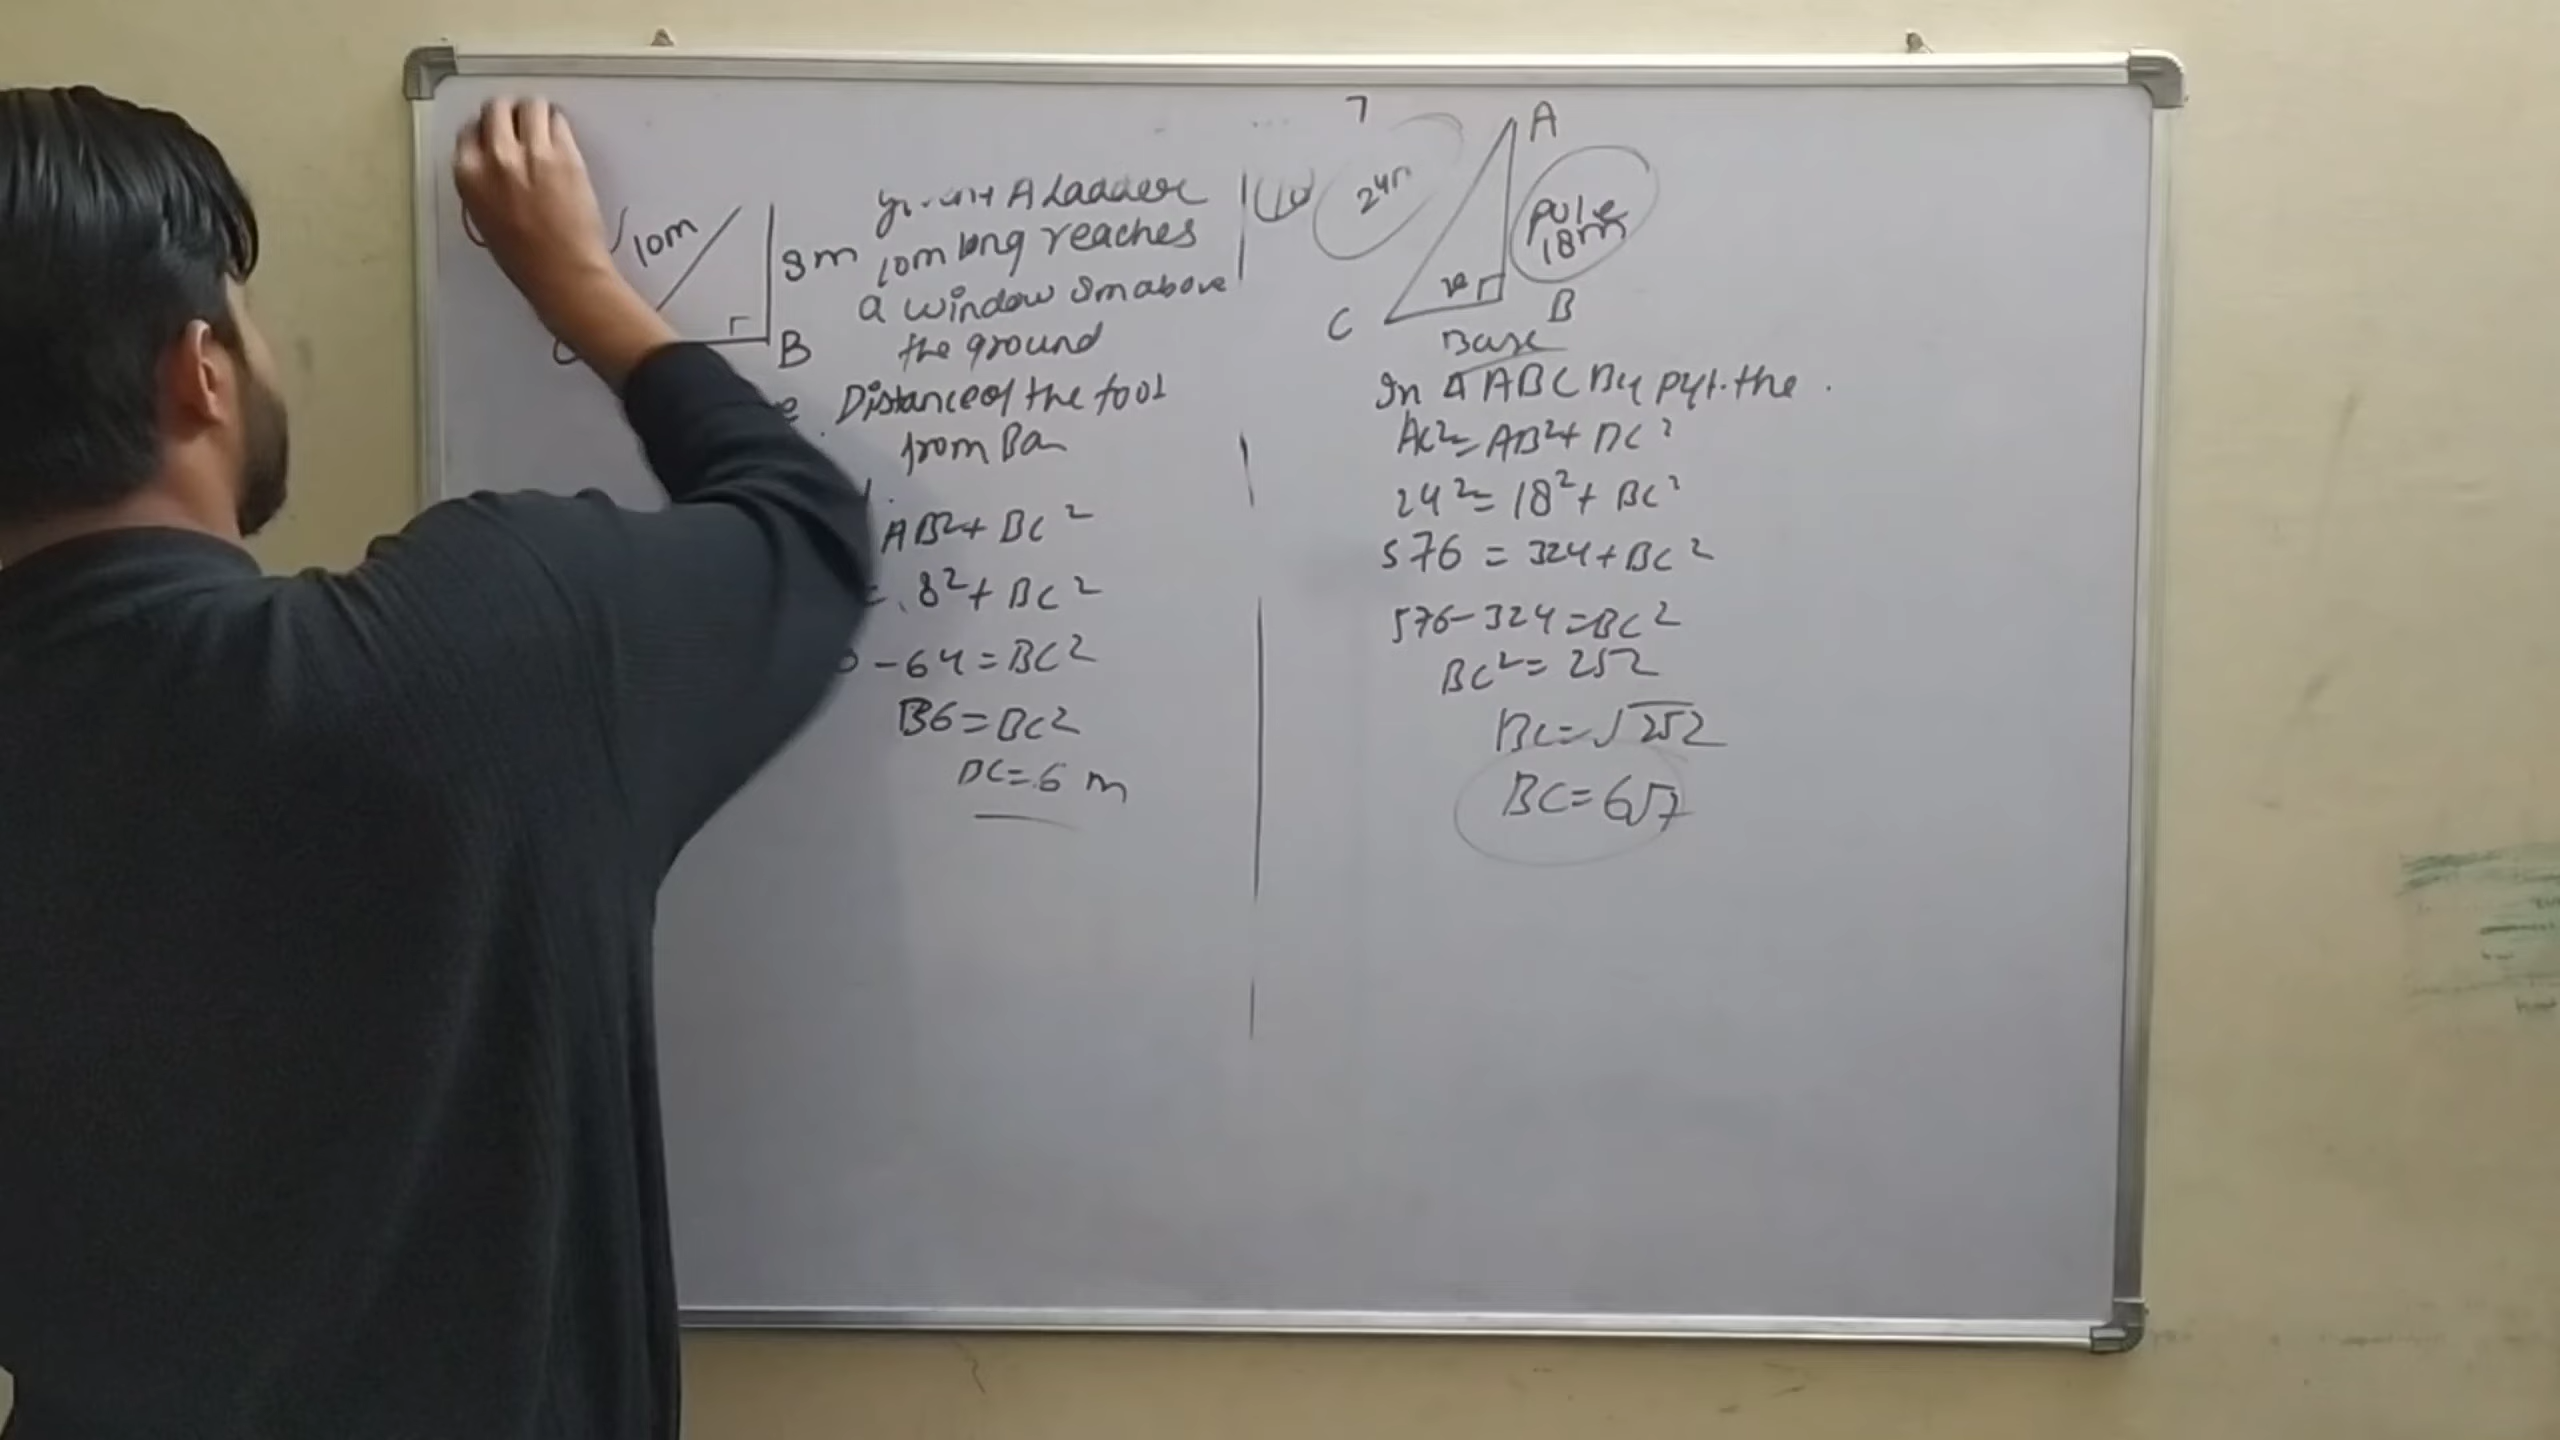 10m
8m
B
A Ladder
10m long reaches
a window 8m above
the ground
Distance of the foot
from Ba
AB²+ BC²
= 8²+ BC²
- 64 = BC²
36 = BC²
BC = 6 m
10
7
24m
A
pole
18m
C
B
Base
In Δ ABC By pyt. the.
AC² = AB²+ BC²
24² = 18²+ BC²
576 = 324 + BC²
576 - 324 = BC²
BC² = 252
BC = √252
BC = 6√7